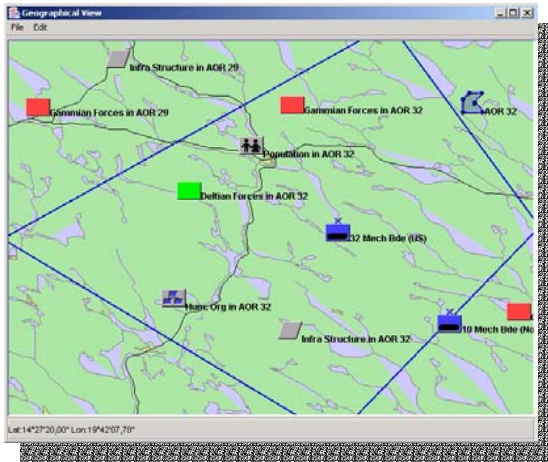 Geographical View
File Edit
Infra Structure in AOR 29
Gammian Forces in AOR 29
Gammian Forces in AOR 32
AOR 32
Population in AOR 32
Deltian Forces in AOR 32
32 Mech Bde (US)
Hum. Org in AOR 32
10 Mech Bde (No
Infra Structure in AOR 32
Lat:14°27'20,00" Lon:19°42'07,78"